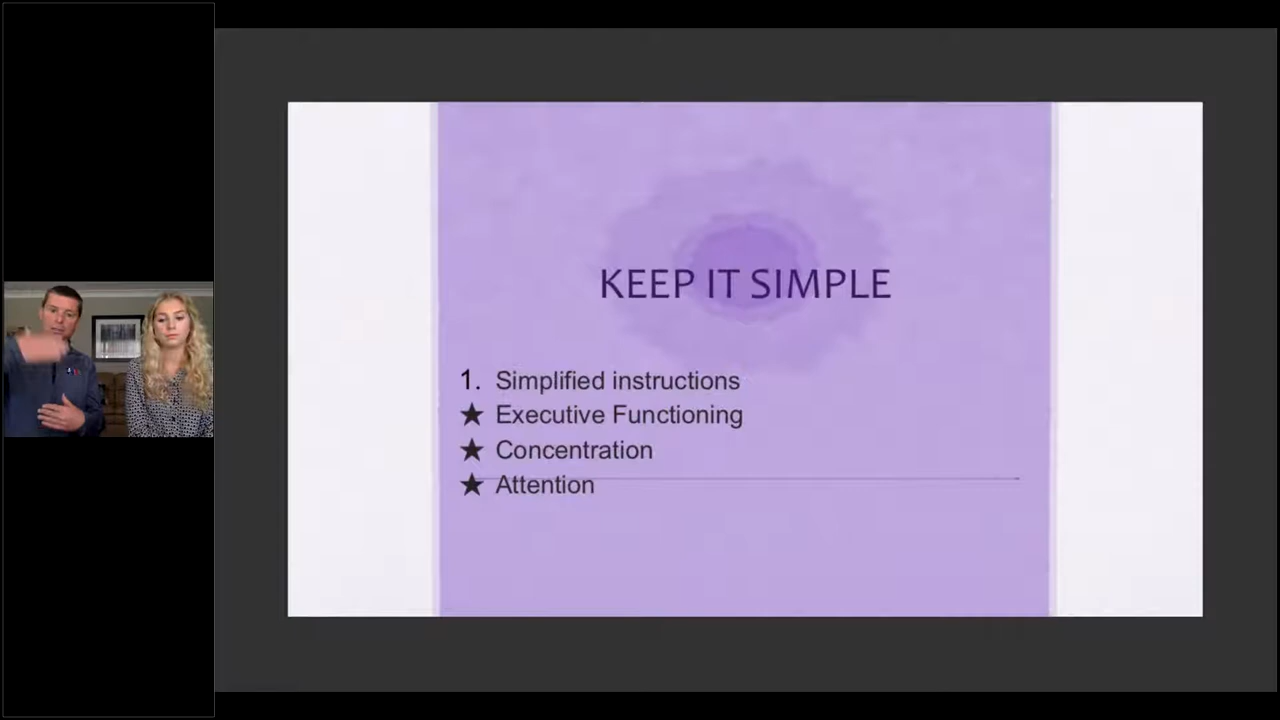 KEEP IT SIMPLE
1. Simplified instructions
★ Executive Functioning
★ Concentration
★ Attention